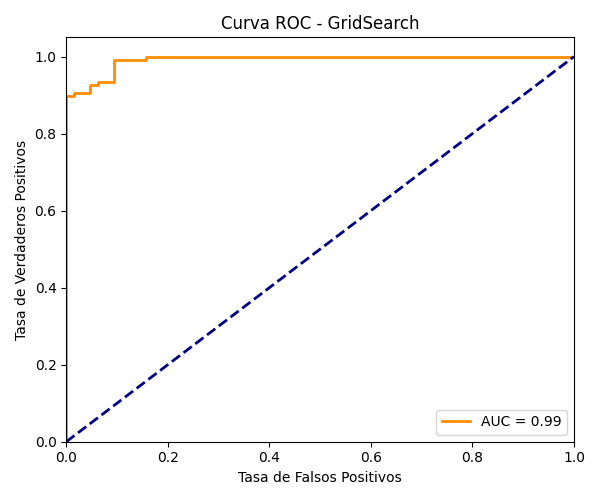 Curva ROC - GridSearch
Tasa de Verdaderos Positivos
1.0
0.8
0.6
0.4
0.2
0.0
0.0 0.2 0.4 0.6 0.8 1.0
AUC = 0.99
Tasa de Falsos Positivos